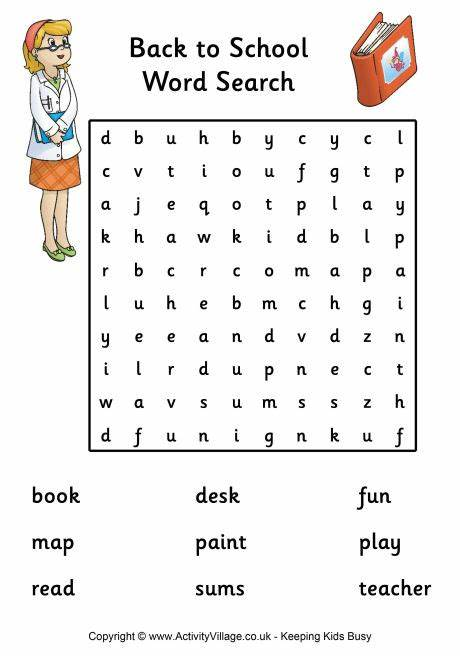 Back to School
Word Search
d b u h b y c y c l
c v t i o u f g t p
a j e q o t p l a y
k h a w k i d b l p
r b c r c o m a p a
l u h e b m c h g i
y e e a n d v d z n
i l r d u p n e c t
w a v s u m s s z h
d f u n i g n k u f
book desk fun
map paint play
read sums teacher
Copyright © www.ActivityVillage.co.uk - Keeping Kids Busy